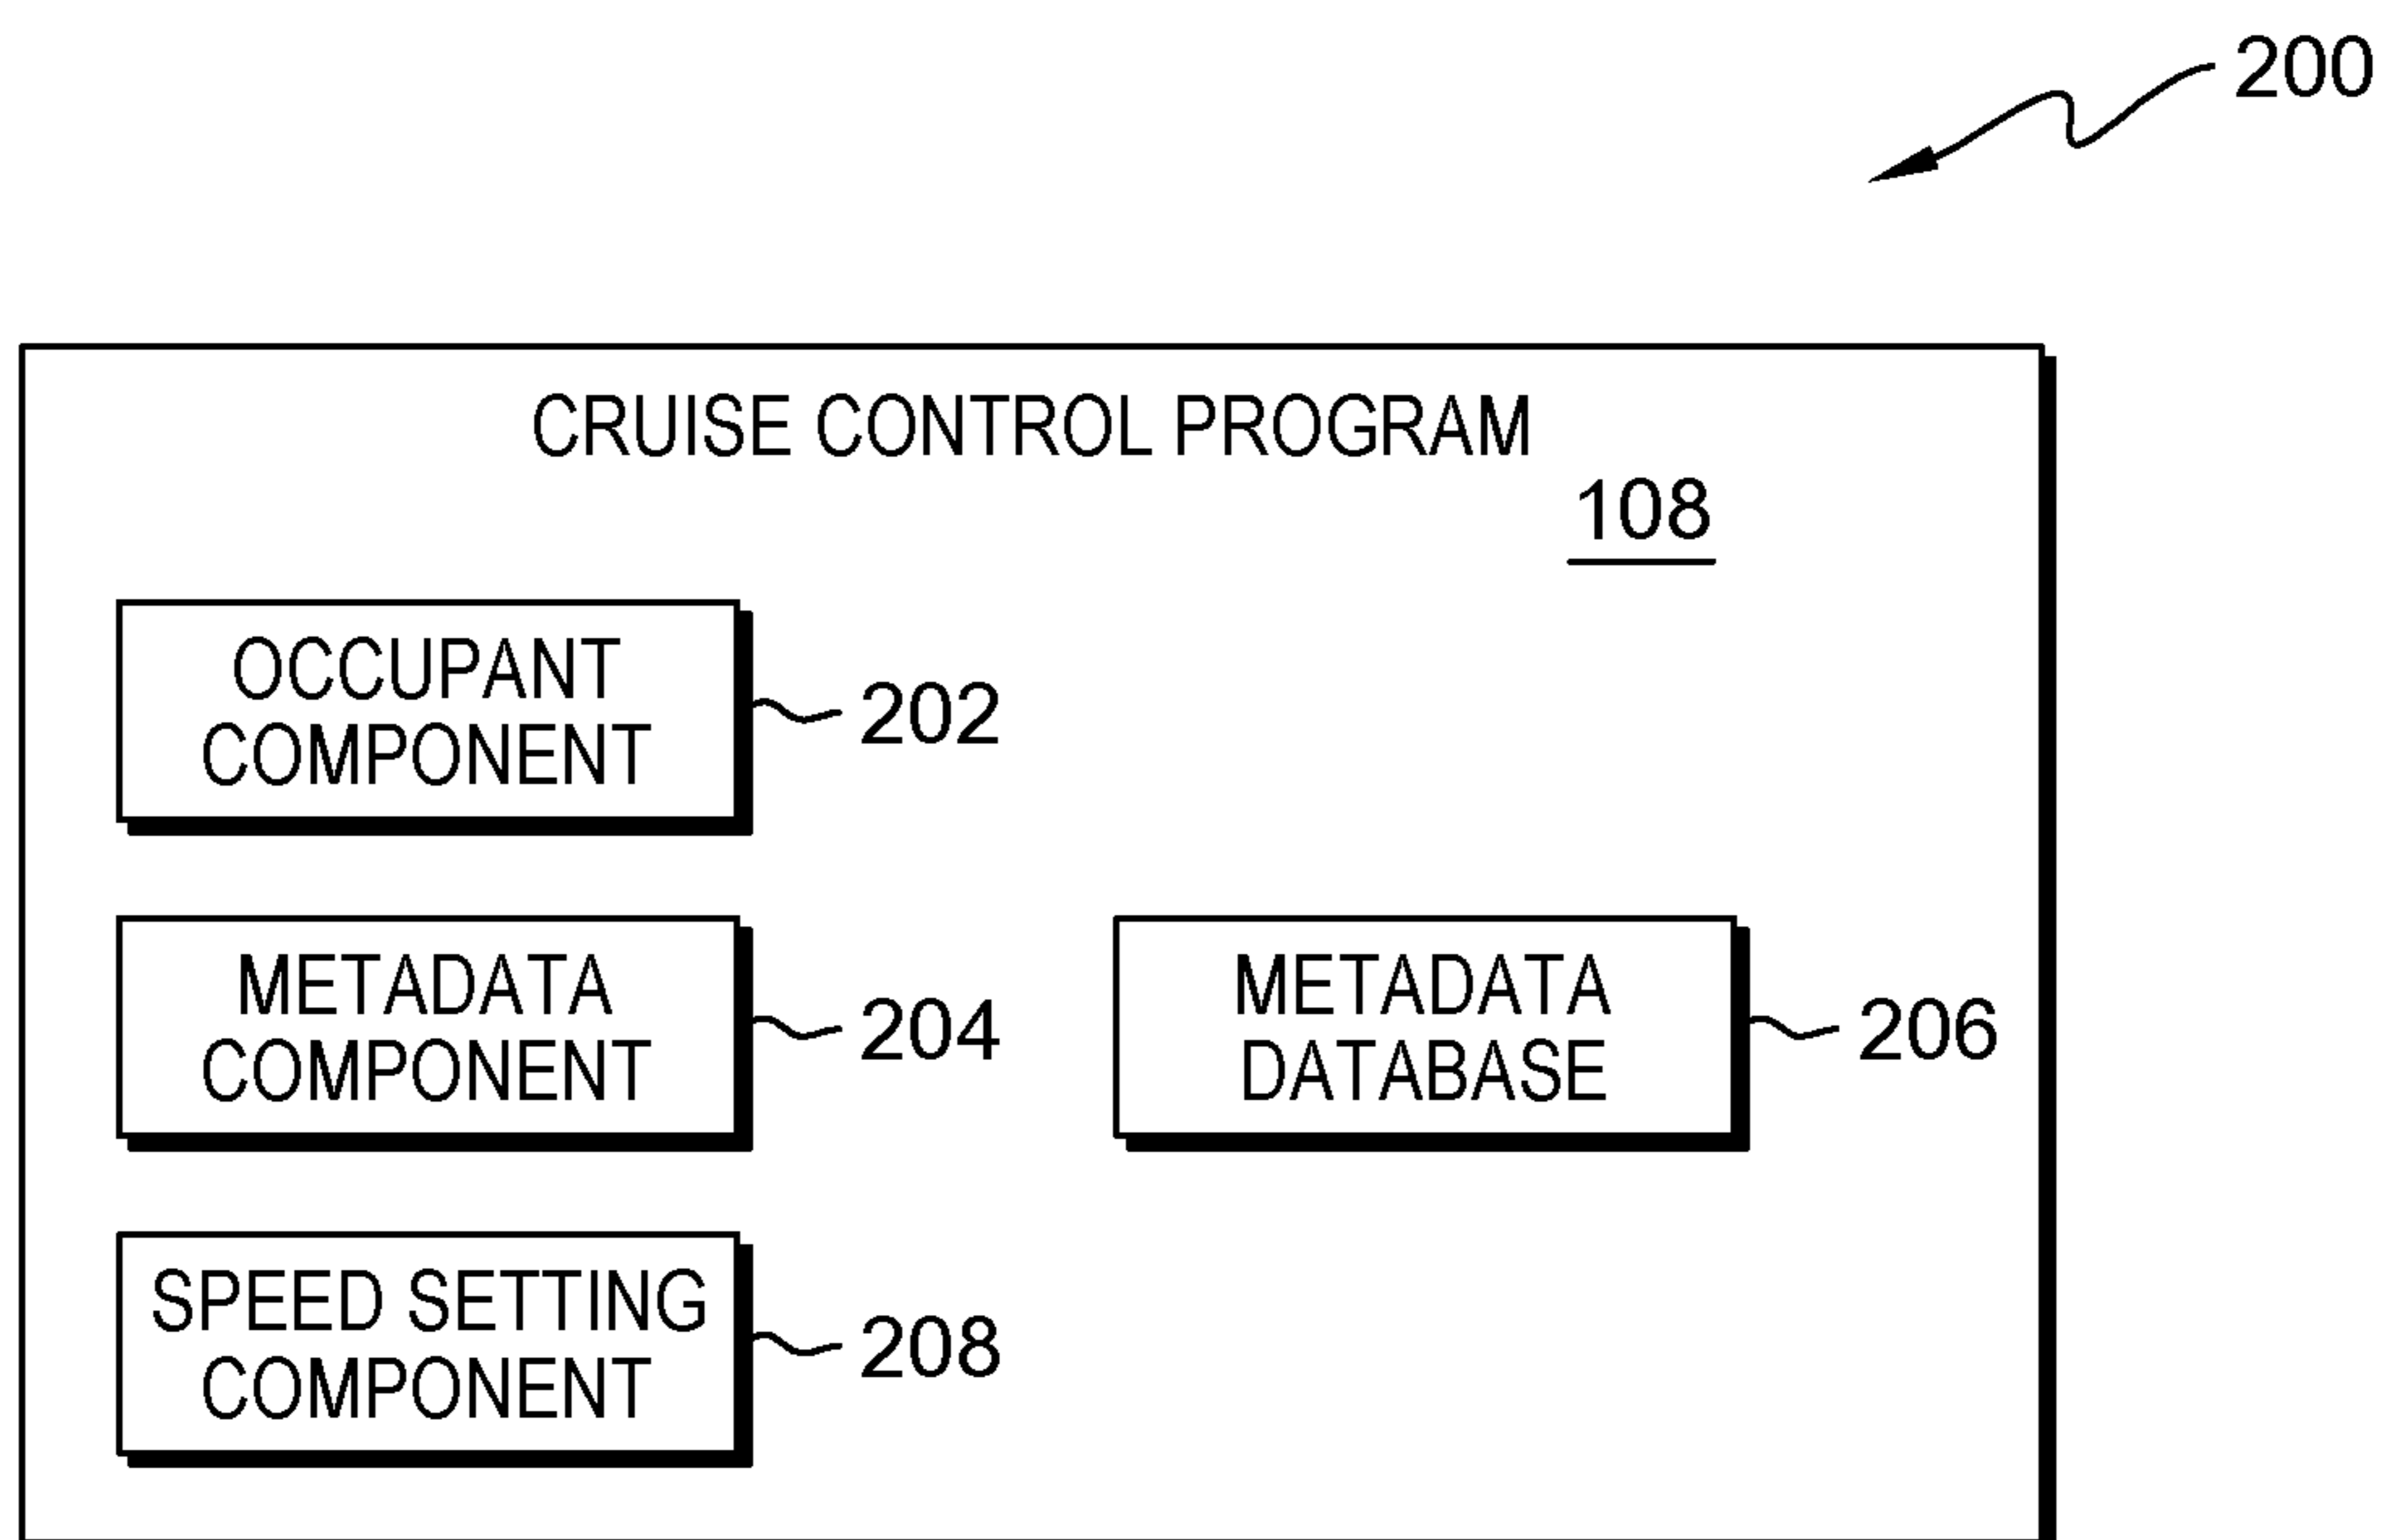 200
CRUISE CONTROL PROGRAM
108
OCCUPANT
COMPONENT
202
METADATA
COMPONENT
204
METADATA
DATABASE
206
SPEED SETTING
COMPONENT
208